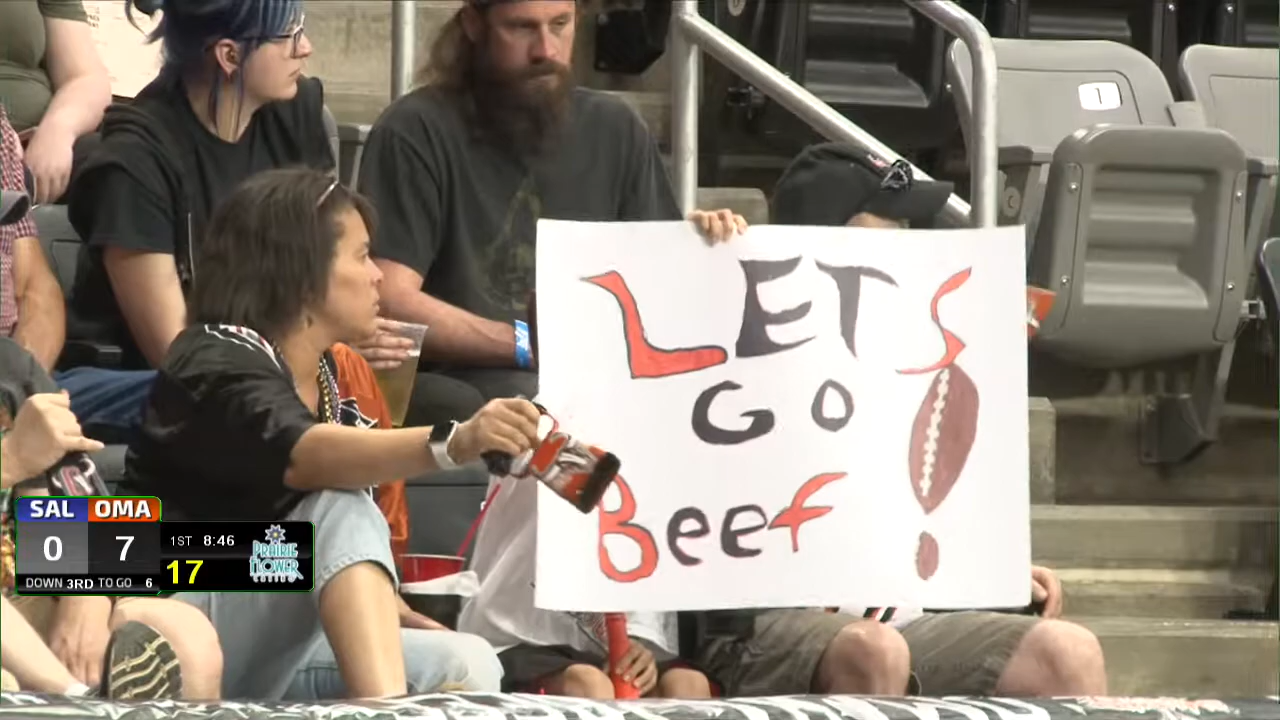 1
LETS
GO
Beef!
SAL OMA
0 7
1ST 8:46
17
DOWN 3RD TO GO 6
PRAIRIE
FLOWER
CASINO